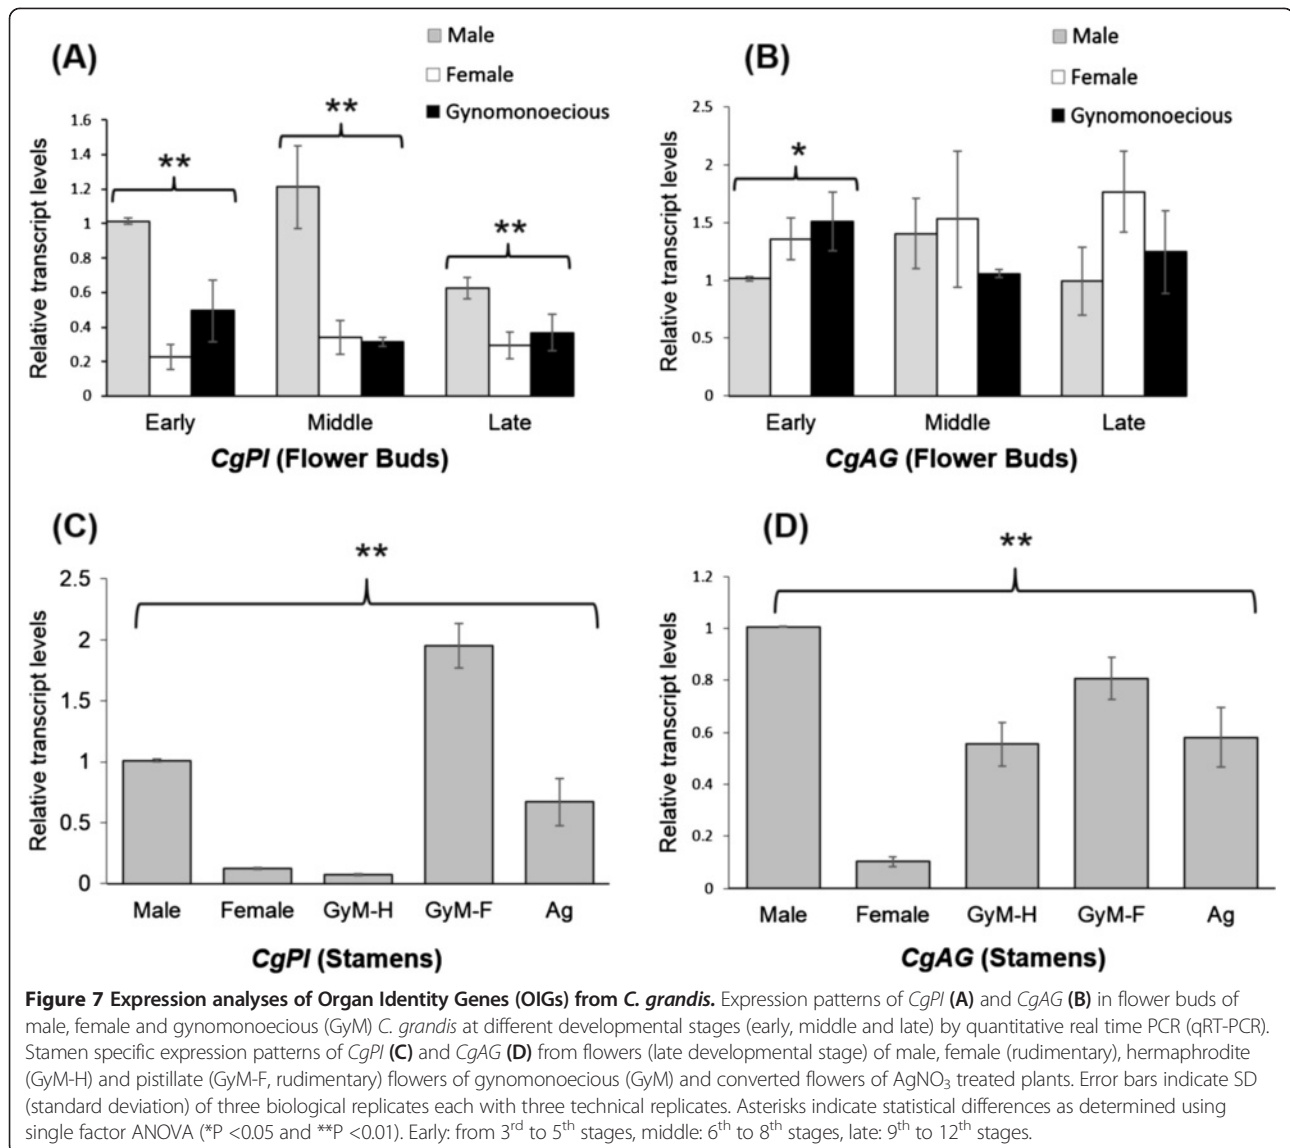 (A)
Male
Female
Gynomonoecious
**
**
**
Relative transcript levels
1.6
1.4
1.2
1
0.8
0.6
0.4
0.2
0
Early Middle Late
CgPI (Flower Buds)
(B)
Male
Female
Gynomonoecious
*
Relative transcript levels
2.5
2
1.5
1
0.5
0
Early Middle Late
CgAG (Flower Buds)
(C)
**
Relative transcript levels
2.5
2
1.5
1
0.5
0
Male Female GyM-H GyM-F Ag
CgPI (Stamens)
(D)
**
Relative transcript levels
1.2
1
0.8
0.6
0.4
0.2
0
Male Female GyM-H GyM-F Ag
CgAG (Stamens)
Figure 7 Expression analyses of Organ Identity Genes (OIGs) from C. grandis. Expression patterns of CgPI (A) and CgAG (B) in flower buds of
male, female and gynomonoecious (GyM) C. grandis at different developmental stages (early, middle and late) by quantitative real time PCR (qRT-PCR).
Stamen specific expression patterns of CgPI (C) and CgAG (D) from flowers (late developmental stage) of male, female (rudimentary), hermaphrodite
(GyM-H) and pistillate (GyM-F, rudimentary) flowers of gynomonoecious (GyM) and converted flowers of AgNO₃ treated plants. Error bars indicate SD
(standard deviation) of three biological replicates each with three technical replicates. Asterisks indicate statistical differences as determined using
single factor ANOVA (*P <0.05 and **P <0.01). Early: from 3rd to 5th stages, middle: 6th to 8th stages, late: 9th to 12th stages.